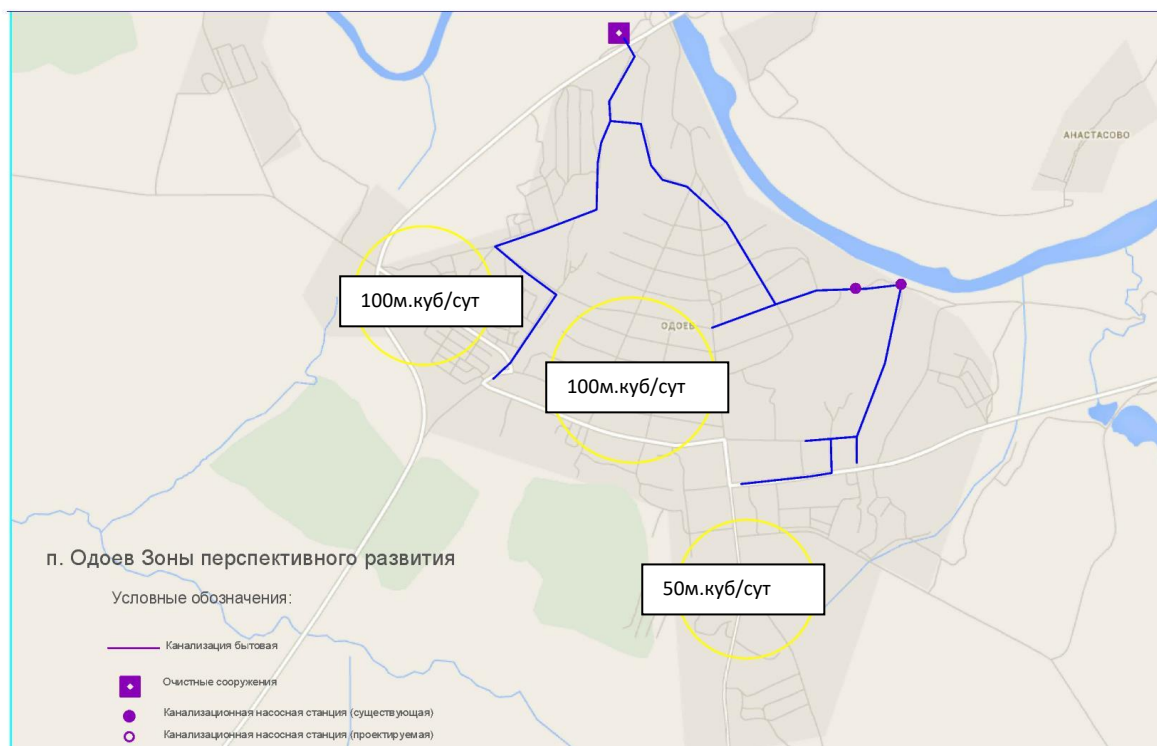 АНАСТАСОВО
100м.куб/сут
ОДОЕВ
100м.куб/сут
50м.куб/сут
п. Одоев Зоны перспективного развития
Условные обозначения:
Канализация бытовая
Очистные сооружения
Канализационная насосная станция (существующая)
Канализационная насосная станция (проектируемая)